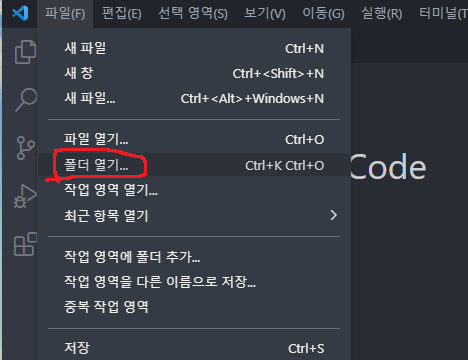 파일(F) 편집(E) 선택 영역(S) 보기(V) 이동(G) 실행(R) 터미널(T
새 파일 Ctrl+N
새 창 Ctrl+<Shift>+N
새 파일... Ctrl+<Alt>+Windows+N
파일 열기... Ctrl+O
폴더 열기... Ctrl+K Ctrl+O
Code
작업 영역 열기...
최근 항목 열기
작업 영역에 폴더 추가...
작업 영역을 다른 이름으로 저장...
중복 작업 영역
저장 Ctrl+S